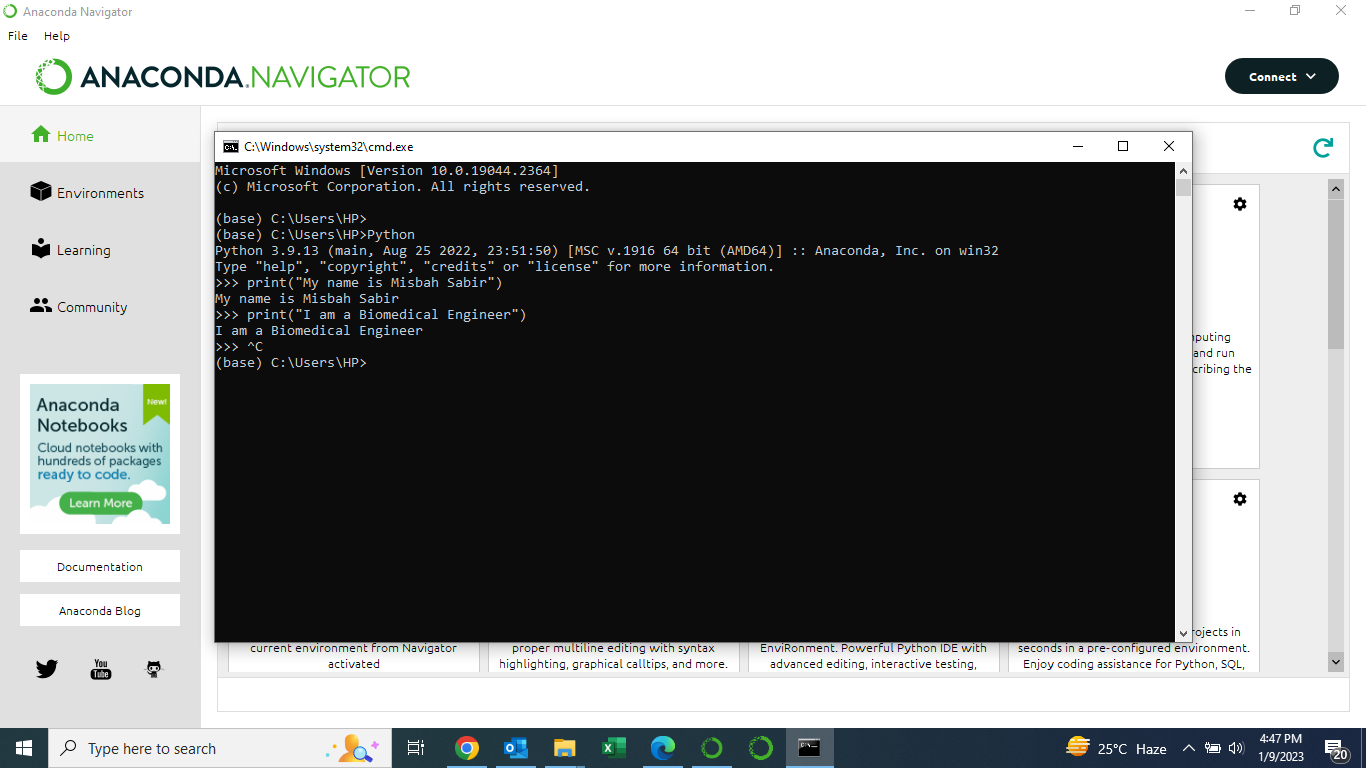 Anaconda Navigator
File Help
ANACONDA.NAVIGATOR
Connect
Home
Environments
Learning
Community
Anaconda
Notebooks
New!
Cloud notebooks with
hundreds of packages
ready to code.
Learn More
Documentation
Anaconda Blog
You
Tube
C:\Windows\system32\cmd.exe
Microsoft Windows [Version 10.0.19044.2364]
(c) Microsoft Corporation. All rights reserved.
(base) C:\Users\HP>
(base) C:\Users\HP>Python
Python 3.9.13 (main, Aug 25 2022, 23:51:50) [MSC v.1916 64 bit (AMD64)] :: Anaconda, Inc. on win32
Type "help", "copyright", "credits" or "license" for more information.
>>> print("My name is Misbah Sabir")
My name is Misbah Sabir
>>> print("I am a Biomedical Engineer")
I am a Biomedical Engineer
>>> ^C
(base) C:\Users\HP>
nputing
and run
cribing the
current environment from Navigator
activated
proper multiline editing with syntax
highlighting, graphical calltips, and more.
EnviRonment. Powerful Python IDE with
advanced editing, interactive testing,
rojects in
seconds in a pre-configured environment.
Enjoy coding assistance for Python, SQL,
Type here to search
25°C Haze
4:47 PM
1/9/2023
20